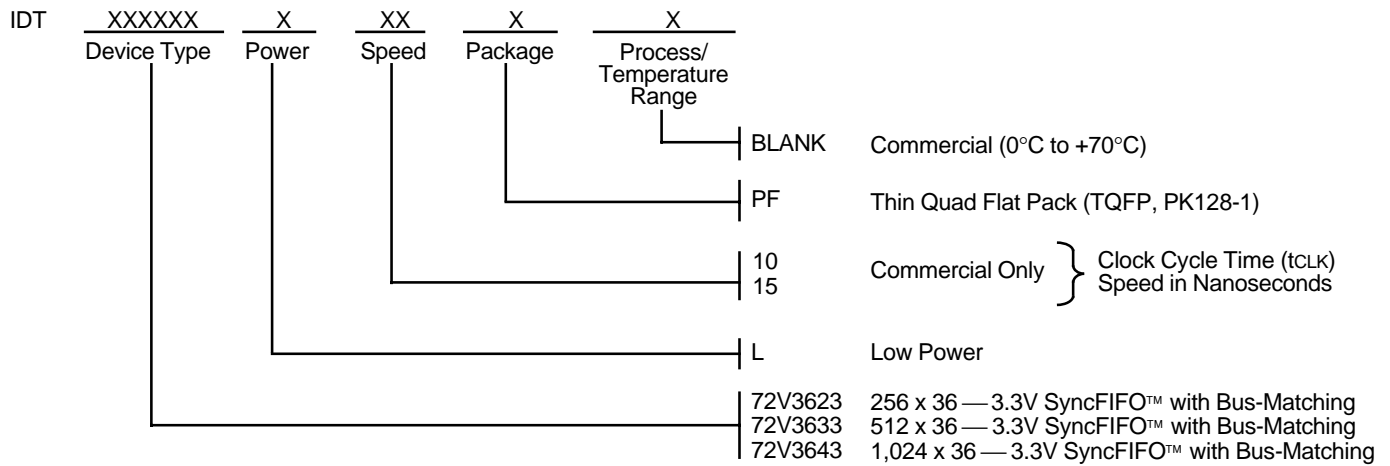 IDT XXXXXX X XX X X
Device Type Power Speed Package Process/
Temperature
Range
BLANK Commercial (0°C to +70°C)
PF Thin Quad Flat Pack (TQFP, PK128-1)
10
15
Commercial Only
Clock Cycle Time (tCLK)
Speed in Nanoseconds
L Low Power
72V3623 256 x 36 — 3.3V SyncFIFO™ with Bus-Matching
72V3633 512 x 36 — 3.3V SyncFIFO™ with Bus-Matching
72V3643 1,024 x 36 — 3.3V SyncFIFO™ with Bus-Matching